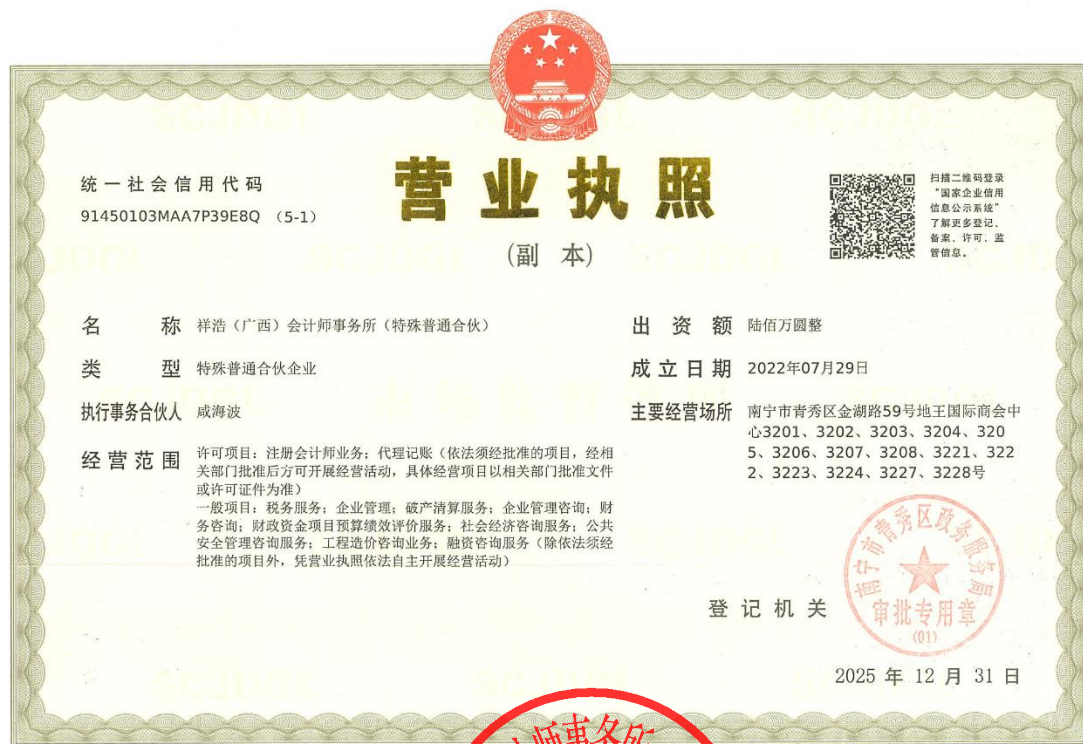 统一社会信用代码
91450103MAA7P39E8Q （5-1）
营业执照
（副 本）
扫描二维码登录
“国家企业信用
信息公示系统”
了解更多登记、
备案、许可、监
管信息。
名 称 祥浩（广西）会计师事务所（特殊普通合伙）
类 型 特殊普通合伙企业
执行事务合伙人 咸海波
经营范围 许可项目：注册会计师业务；代理记账（依法须经批准的项目，经相
关部门批准后方可开展经营活动，具体经营项目以相关部门批准文件
或许可证件为准）
一般项目：税务服务；企业管理；破产清算服务；企业管理咨询；财
务咨询；财政资金项目预算绩效评价服务；社会经济咨询服务；公共
安全管理咨询服务；工程造价咨询业务；融资咨询服务（除依法须经
批准的项目外，凭营业执照依法自主开展经营活动）
出资额 陆佰万圆整
成立日期 2022年07月29日
主要经营场所 南宁市青秀区金湖路59号地王国际商会中
心3201、3202、3203、3204、320
5、3206、3207、3208、3221、322
2、3223、3224、3227、3228号
登记机关
南宁市青秀区政务服务局
审批专用章
(01)
2025 年 12 月 31 日
师事务所